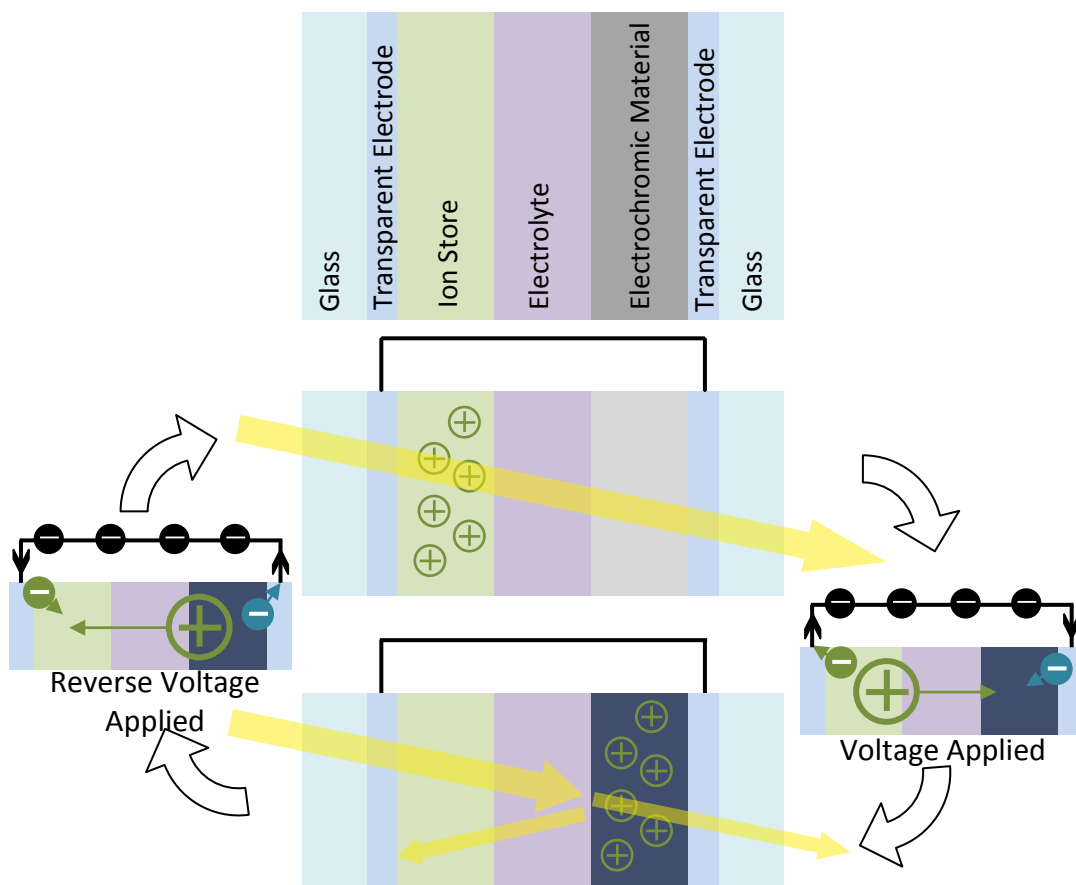 Glass
Transparent Electrode
Ion Store
Electrolyte
Electrochromic Material
Transparent Electrode
Glass
Reverse Voltage
Applied
Voltage Applied